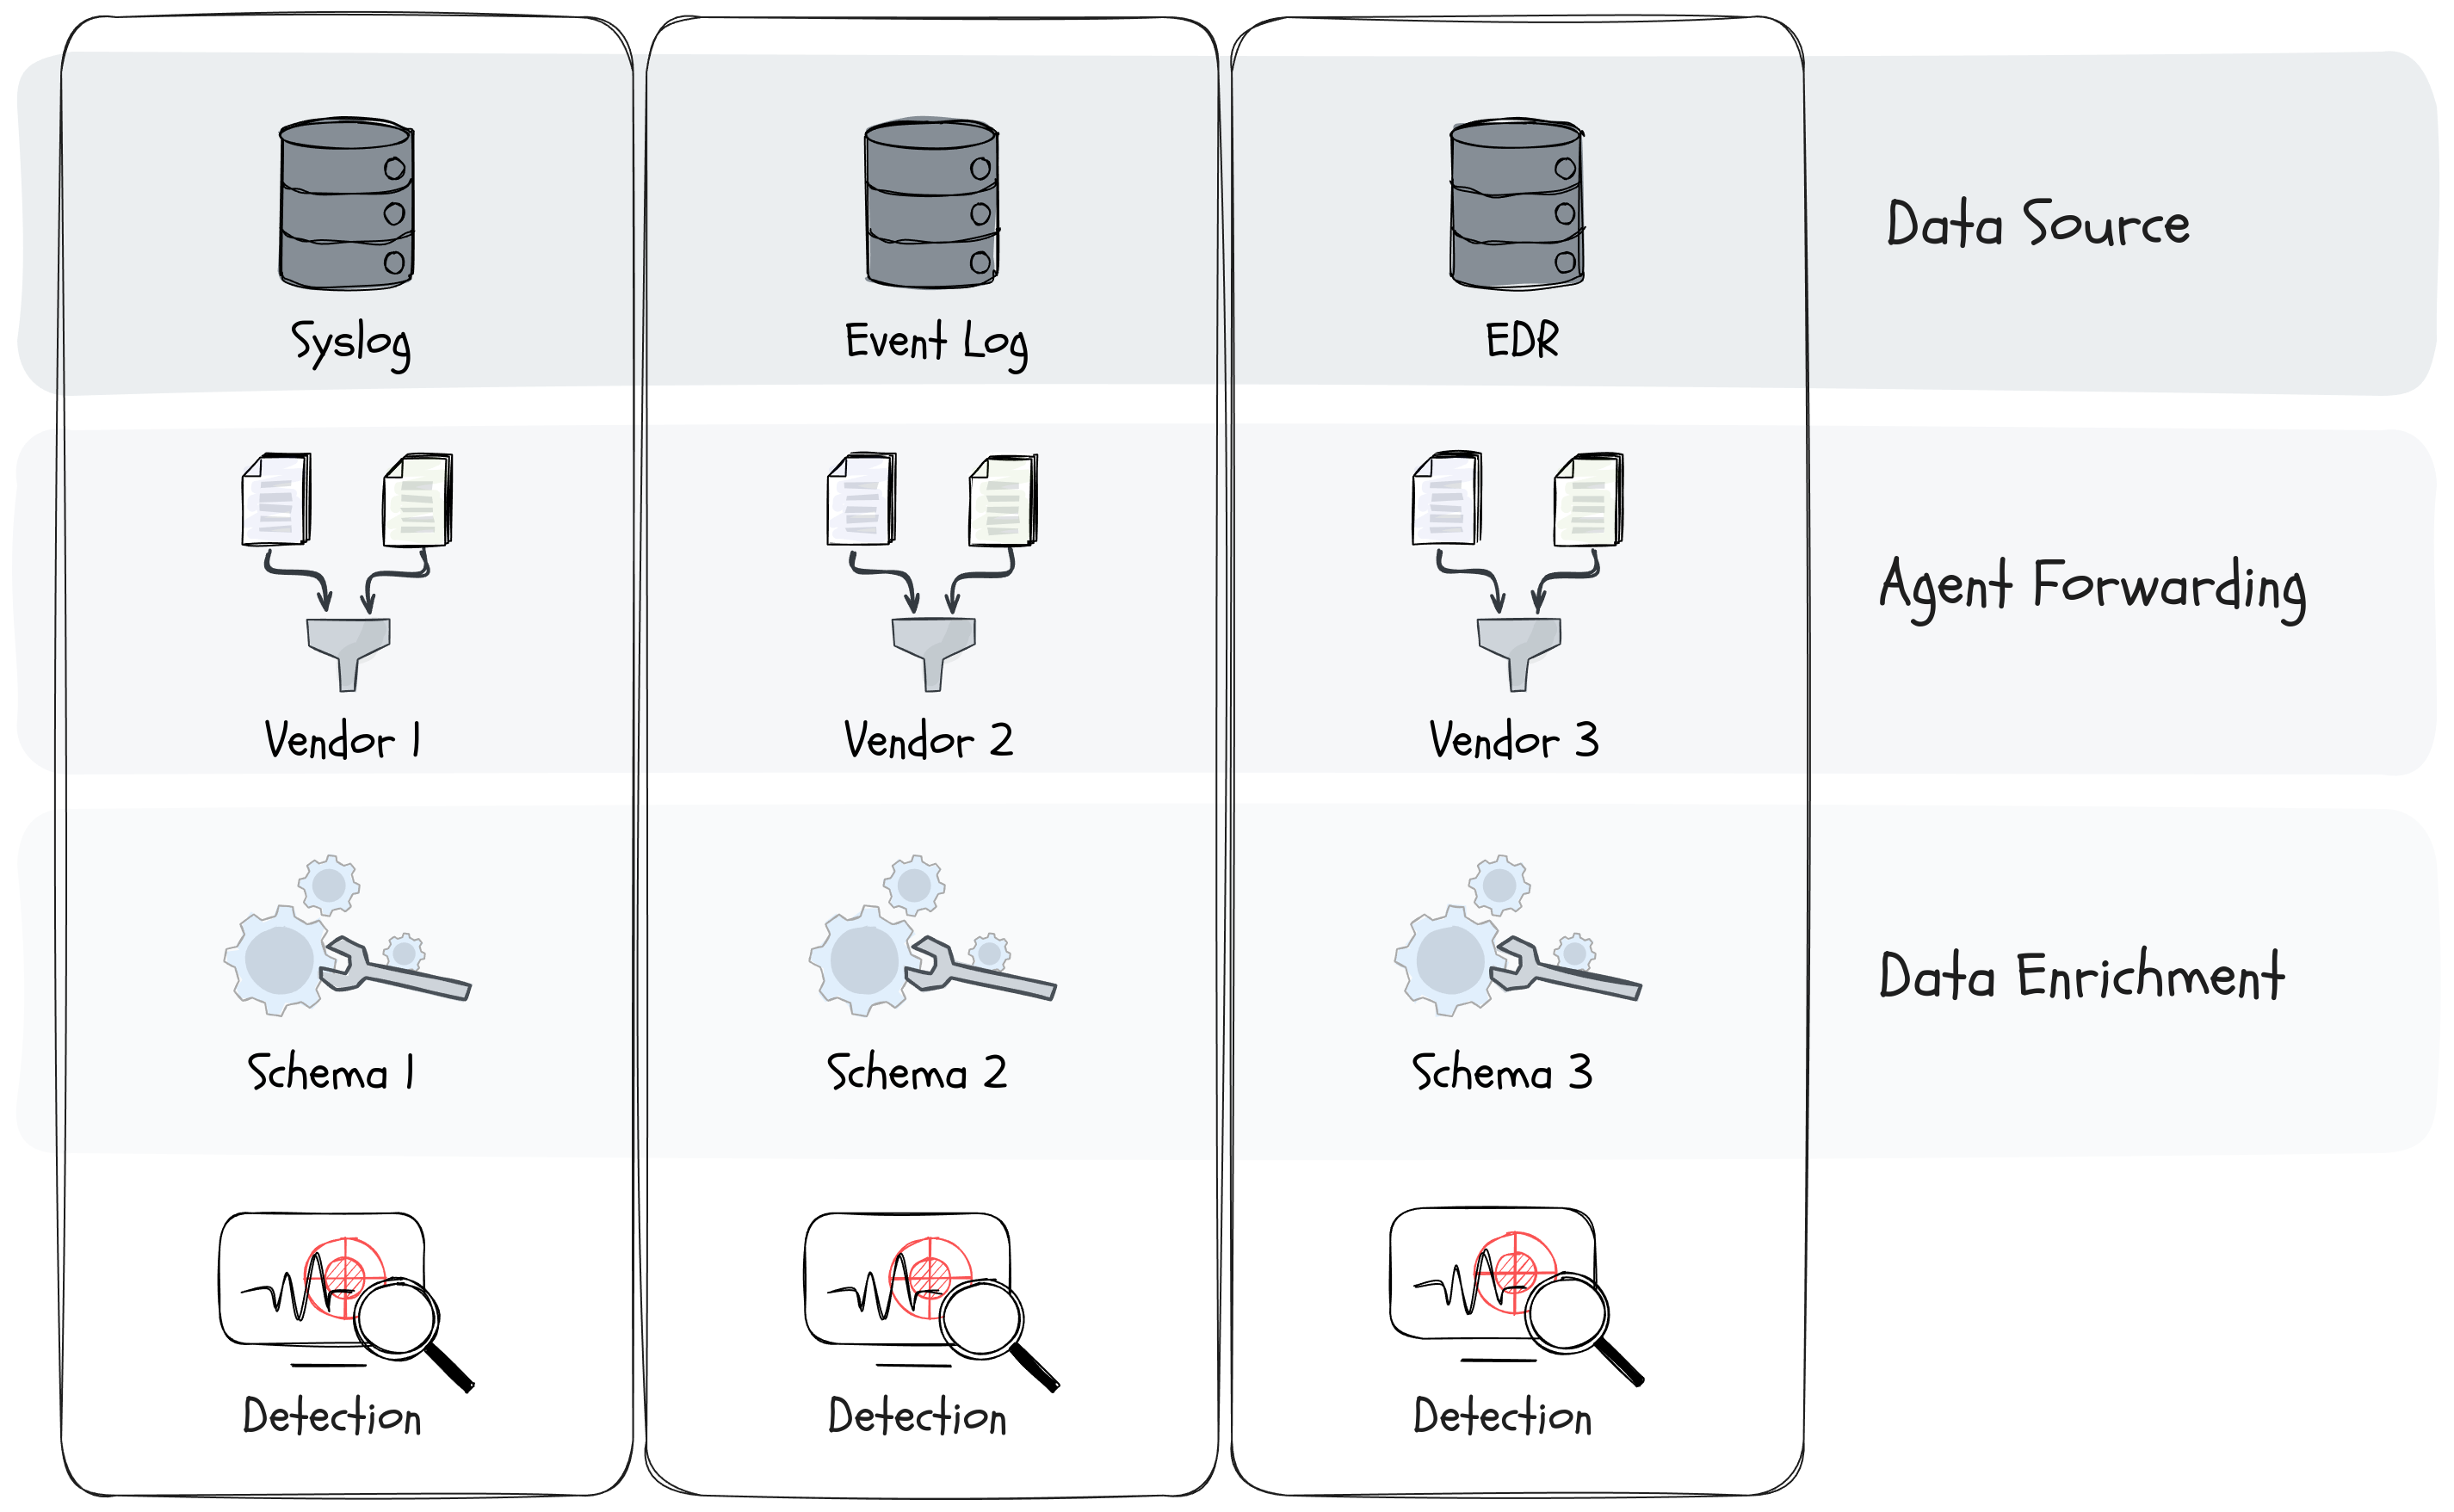 Syslog
Event Log
EDR
Data Source
Vendor 1
Vendor 2
Vendor 3
Agent Forwarding
Schema 1
Schema 2
Schema 3
Data Enrichment
Detection
Detection
Detection